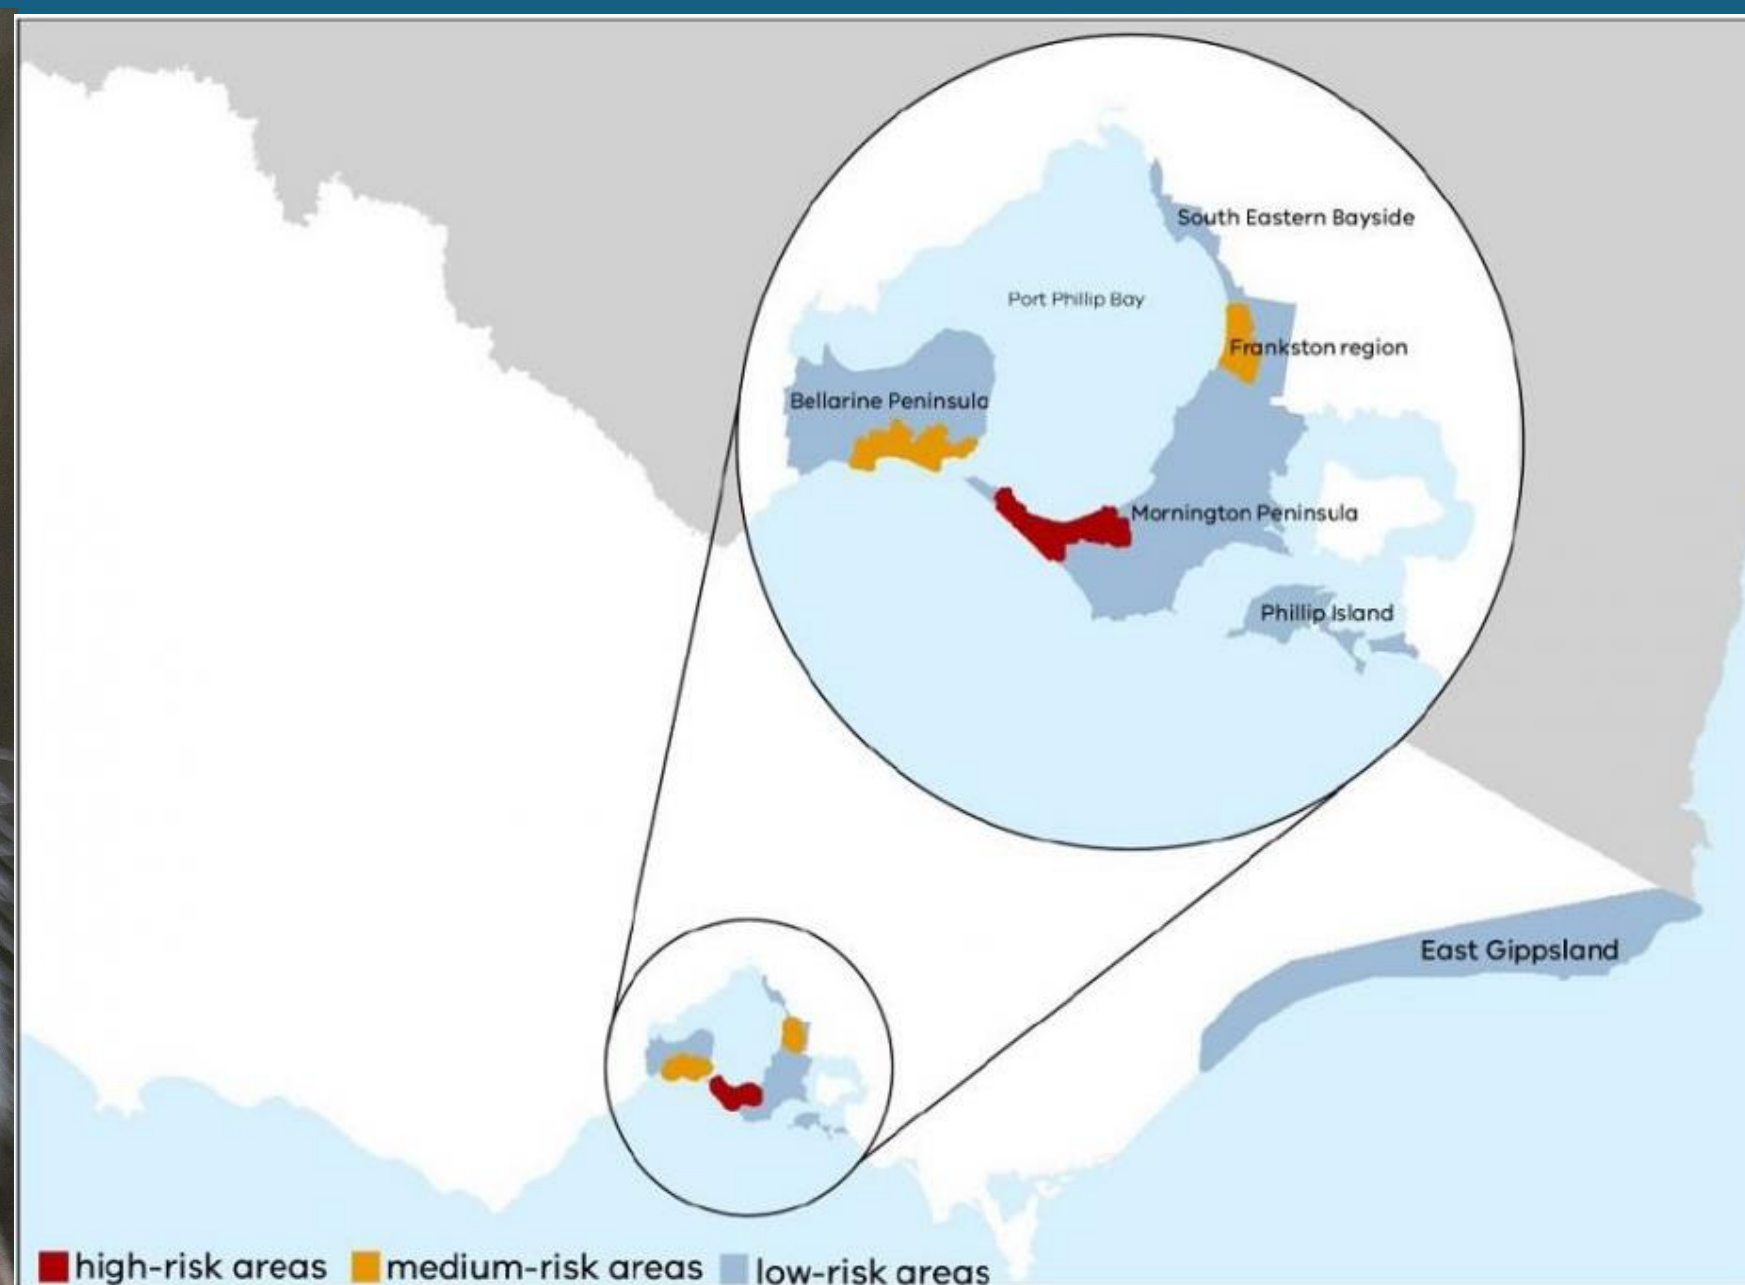 South Eastern Bayside
Port Phillip Bay
Frankston region
Bellarine Peninsula
Mornington Peninsula
Phillip Island
East Gippsland
high-risk areas
medium-risk areas
low-risk areas